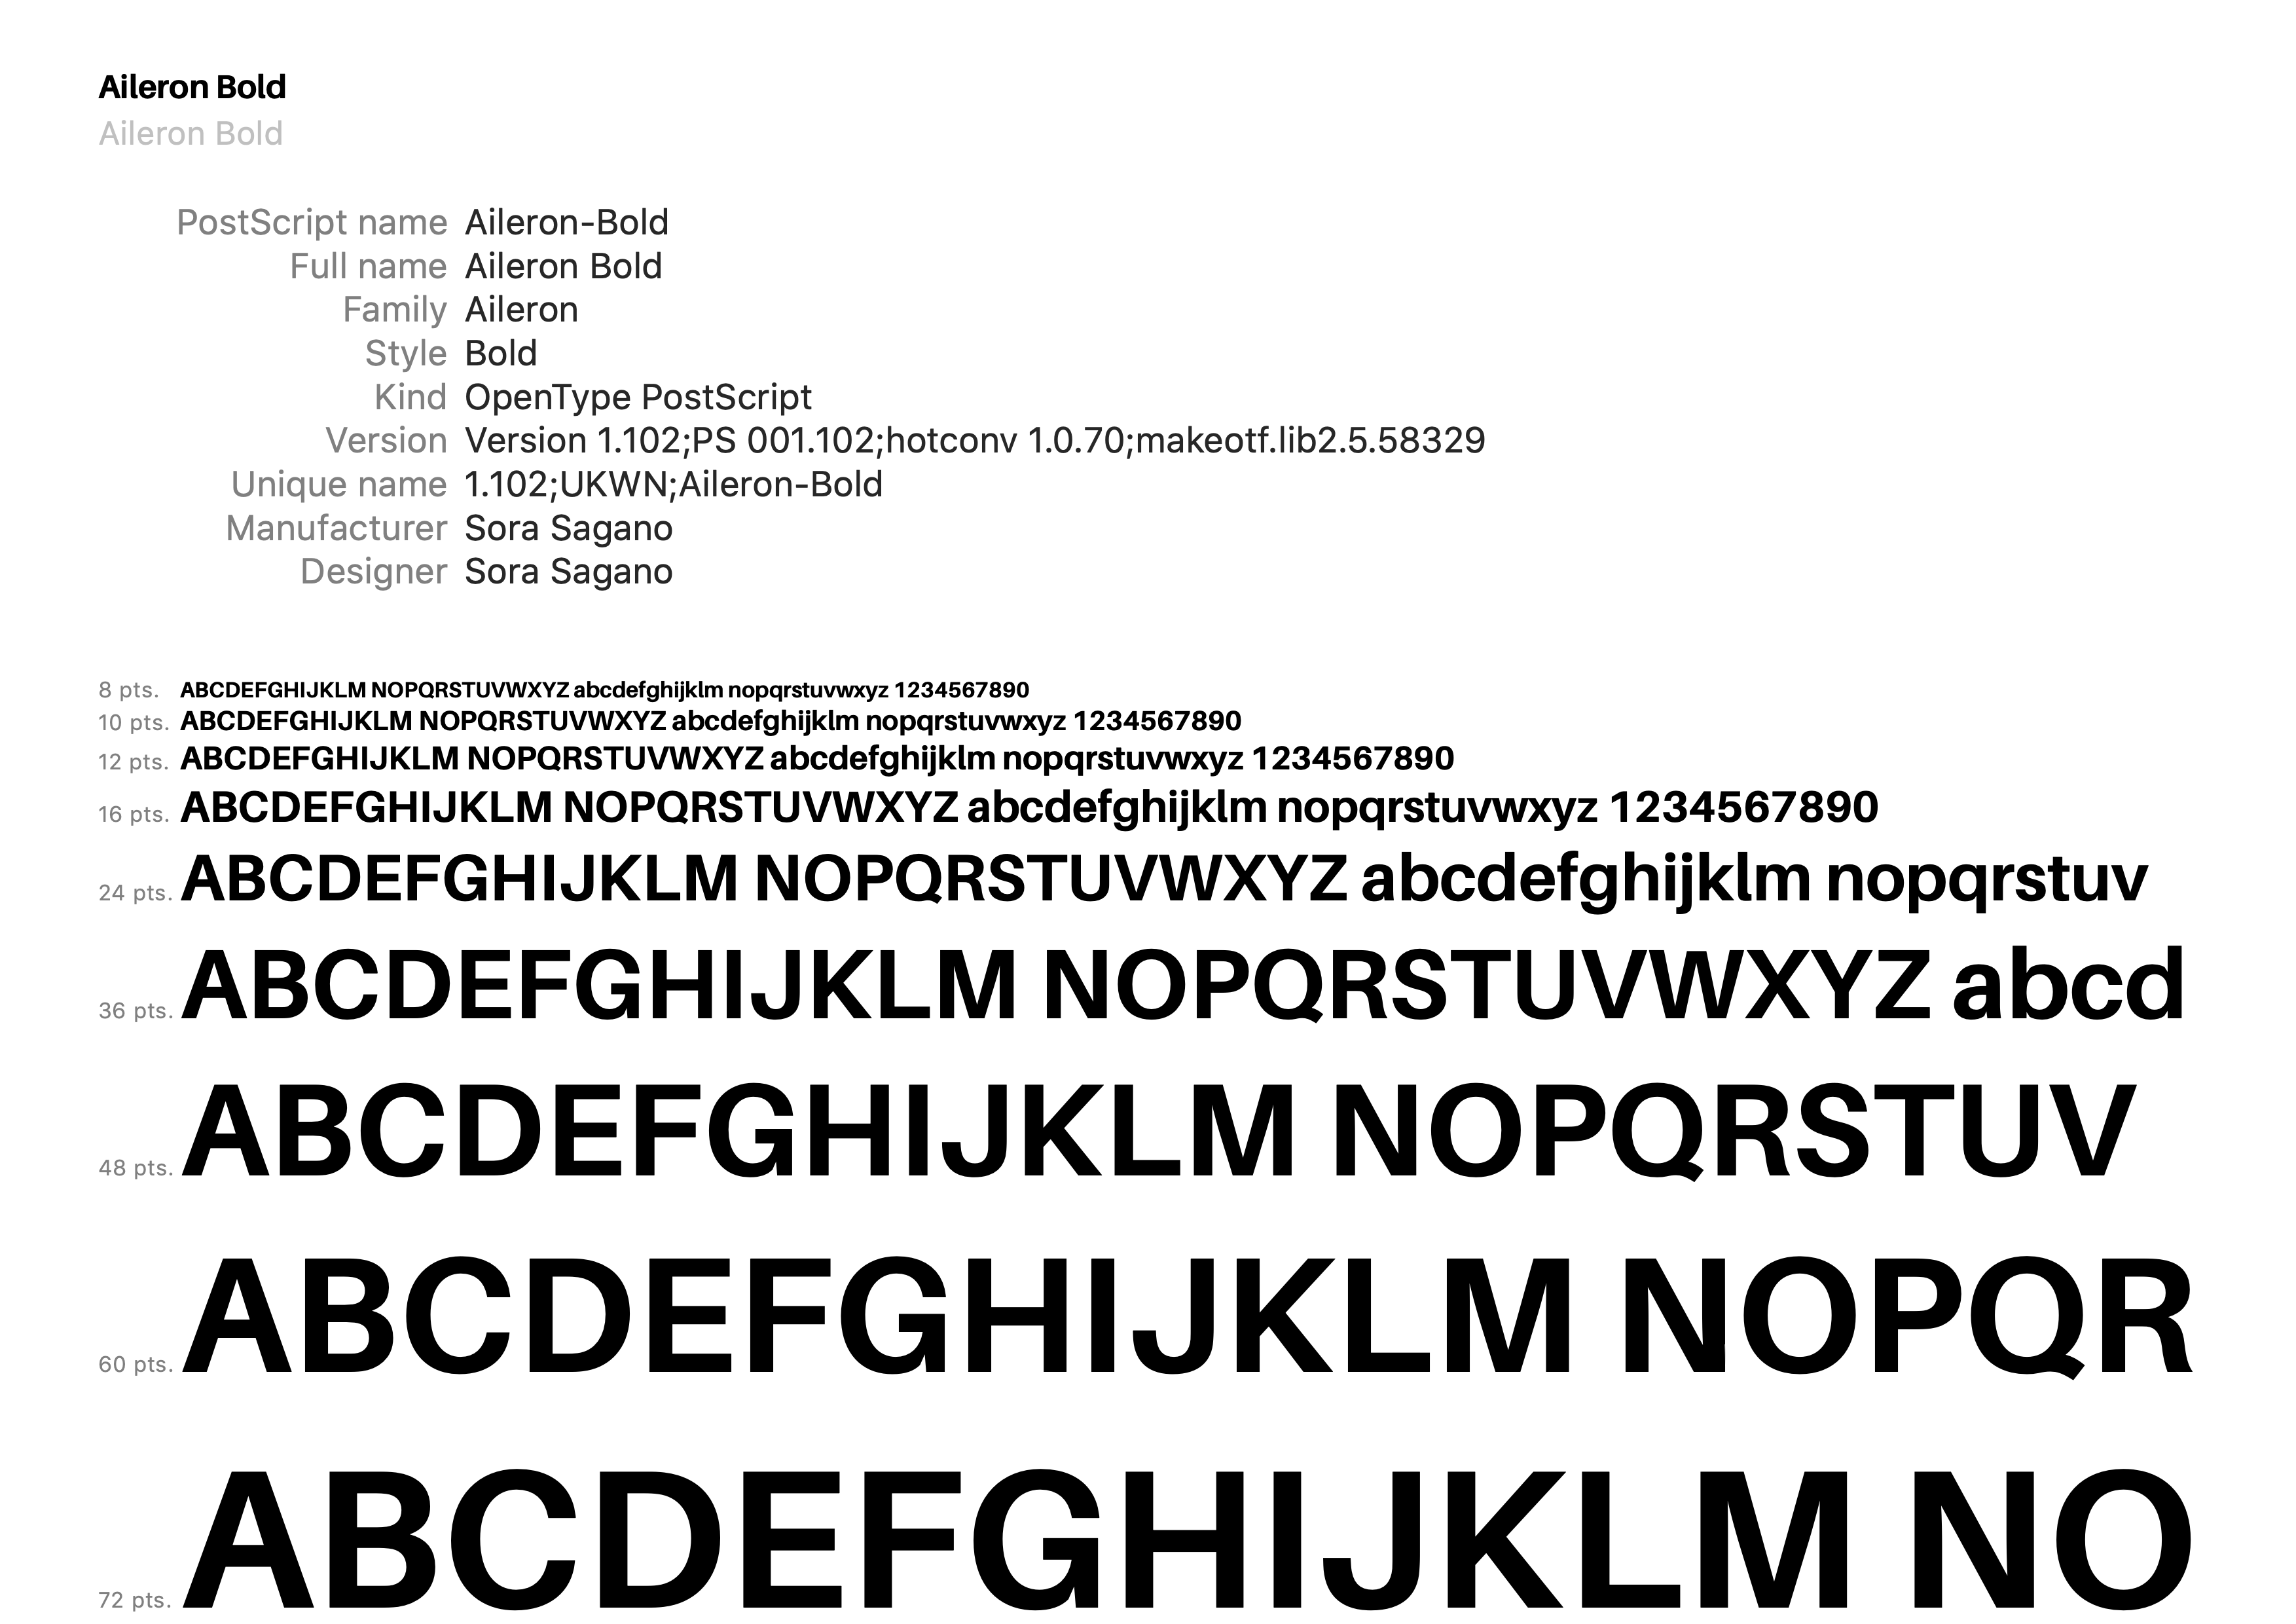 Aileron Bold
Aileron Bold
PostScript name Aileron-Bold
Full name Aileron Bold
Family Aileron
Style Bold
Kind OpenType PostScript
Version Version 1.102;PS 001.102;hotconv 1.0.70;makeotf.lib2.5.58329
Unique name 1.102;UKWN;Aileron-Bold
Manufacturer Sora Sagano
Designer Sora Sagano
8 pts. ABCDEFGHIJKLM NOPQRSTUVWXYZ abcdefghijklm nopqrstuvwxyz 1234567890
10 pts. ABCDEFGHIJKLM NOPQRSTUVWXYZ abcdefghijklm nopqrstuvwxyz 1234567890
12 pts. ABCDEFGHIJKLM NOPQRSTUVWXYZ abcdefghijklm nopqrstuvwxyz 1234567890
16 pts. ABCDEFGHIJKLM NOPQRSTUVWXYZ abcdefghijklm nopqrstuvwxyz 1234567890
24 pts. ABCDEFGHIJKLM NOPQRSTUVWXYZ abcdefghijklm nopqrstuv
36 pts. ABCDEFGHIJKLM NOPQRSTUVWXYZ abcd
48 pts. ABCDEFGHIJKLM NOPQRSTUV
60 pts. ABCDEFGHIJKLM NOPQR
72 pts. ABCDEFGHIJKLM NO